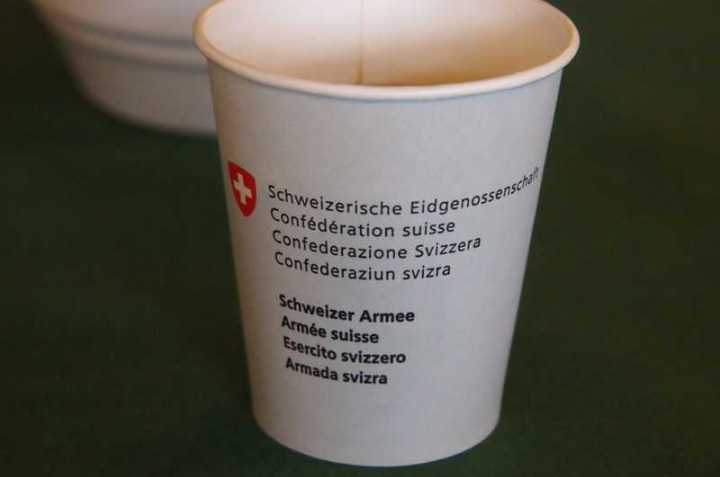 Schweizerische Eidgenossenschaft
Confédération suisse
Confederazione Svizzera
Confederaziun svizra
Schweizer Armee
Armée suisse
Esercito svizzero
Armada svizra